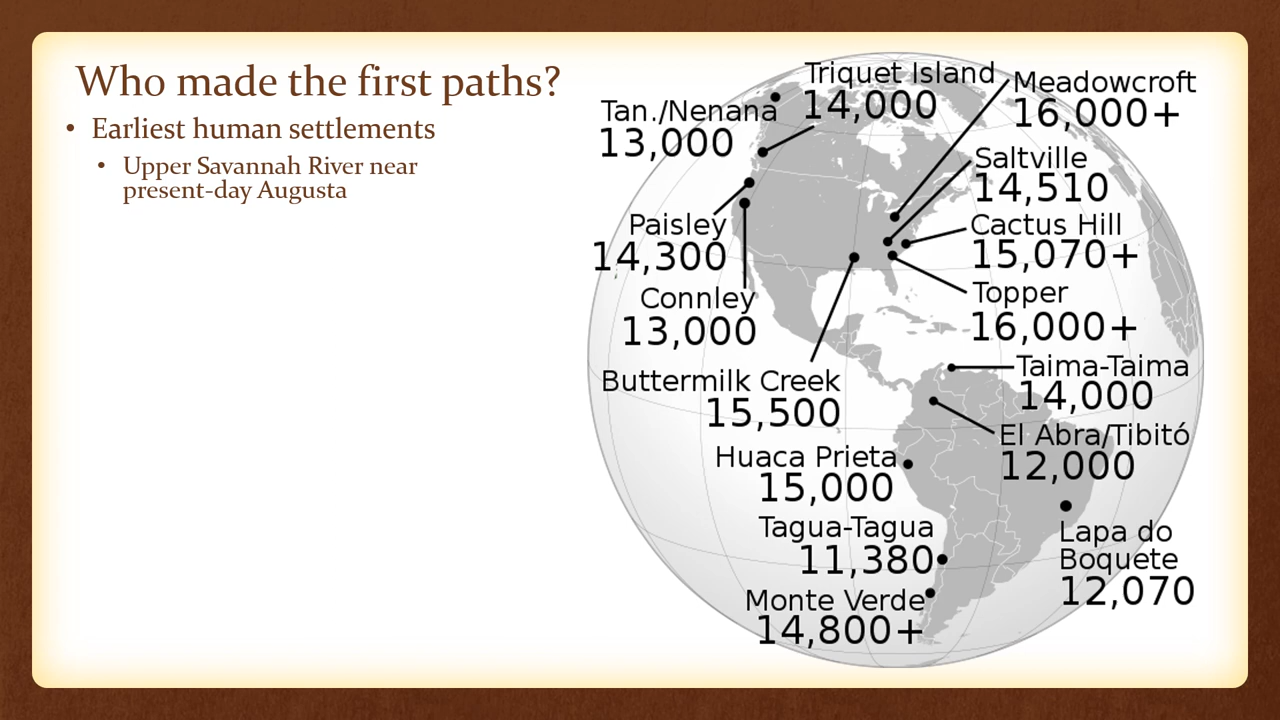 Who made the first paths?
• Earliest human settlements
• Upper Savannah River near
present-day Augusta
Triquet Island
14,000
Meadowcroft
16,000+
Tan./Nenana
13,000
Saltville
14,510
Paisley
14,300
Cactus Hill
15,070+
Connley
13,000
Topper
16,000+
Buttermilk Creek
15,500
Taima-Taima
14,000
El Abra/Tibitó
12,000
Huaca Prieta
15,000
Tagua-Tagua
11,380
Lapa do
Boquete
12,070
Monte Verde
14,800+